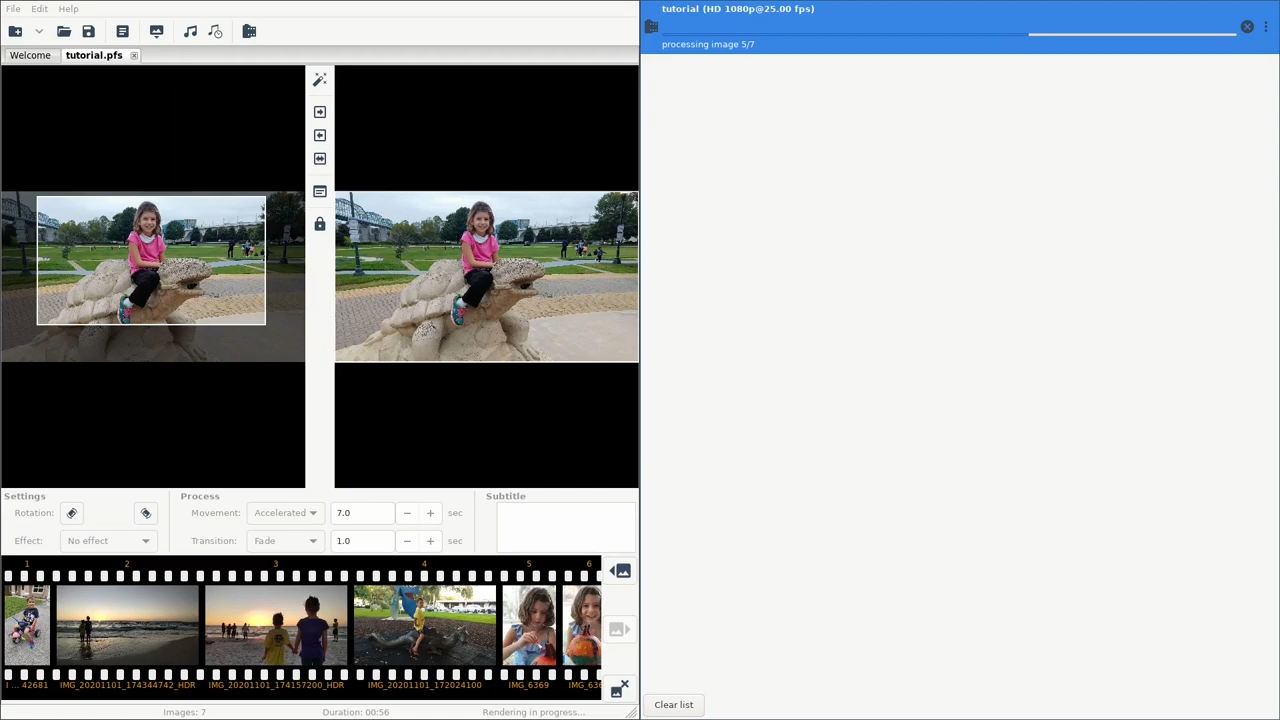 File Edit Help
Welcome tutorial.pfs
tutorial (HD 1080p@25.00 fps)
processing image 5/7
Settings Process Subtitle
Rotation: Movement: Accelerated 7.0 sec
Effect: No effect Transition: Fade 1.0 sec
1 2 3 4 5 6
I ... 42681 IMG_20201101_174344742_HDR IMG_20201101_174157200_HDR IMG_20201101_172024100 IMG_6369 IMG_636
Clear list
Images: 7 Duration: 00:56 Rendering in progress...